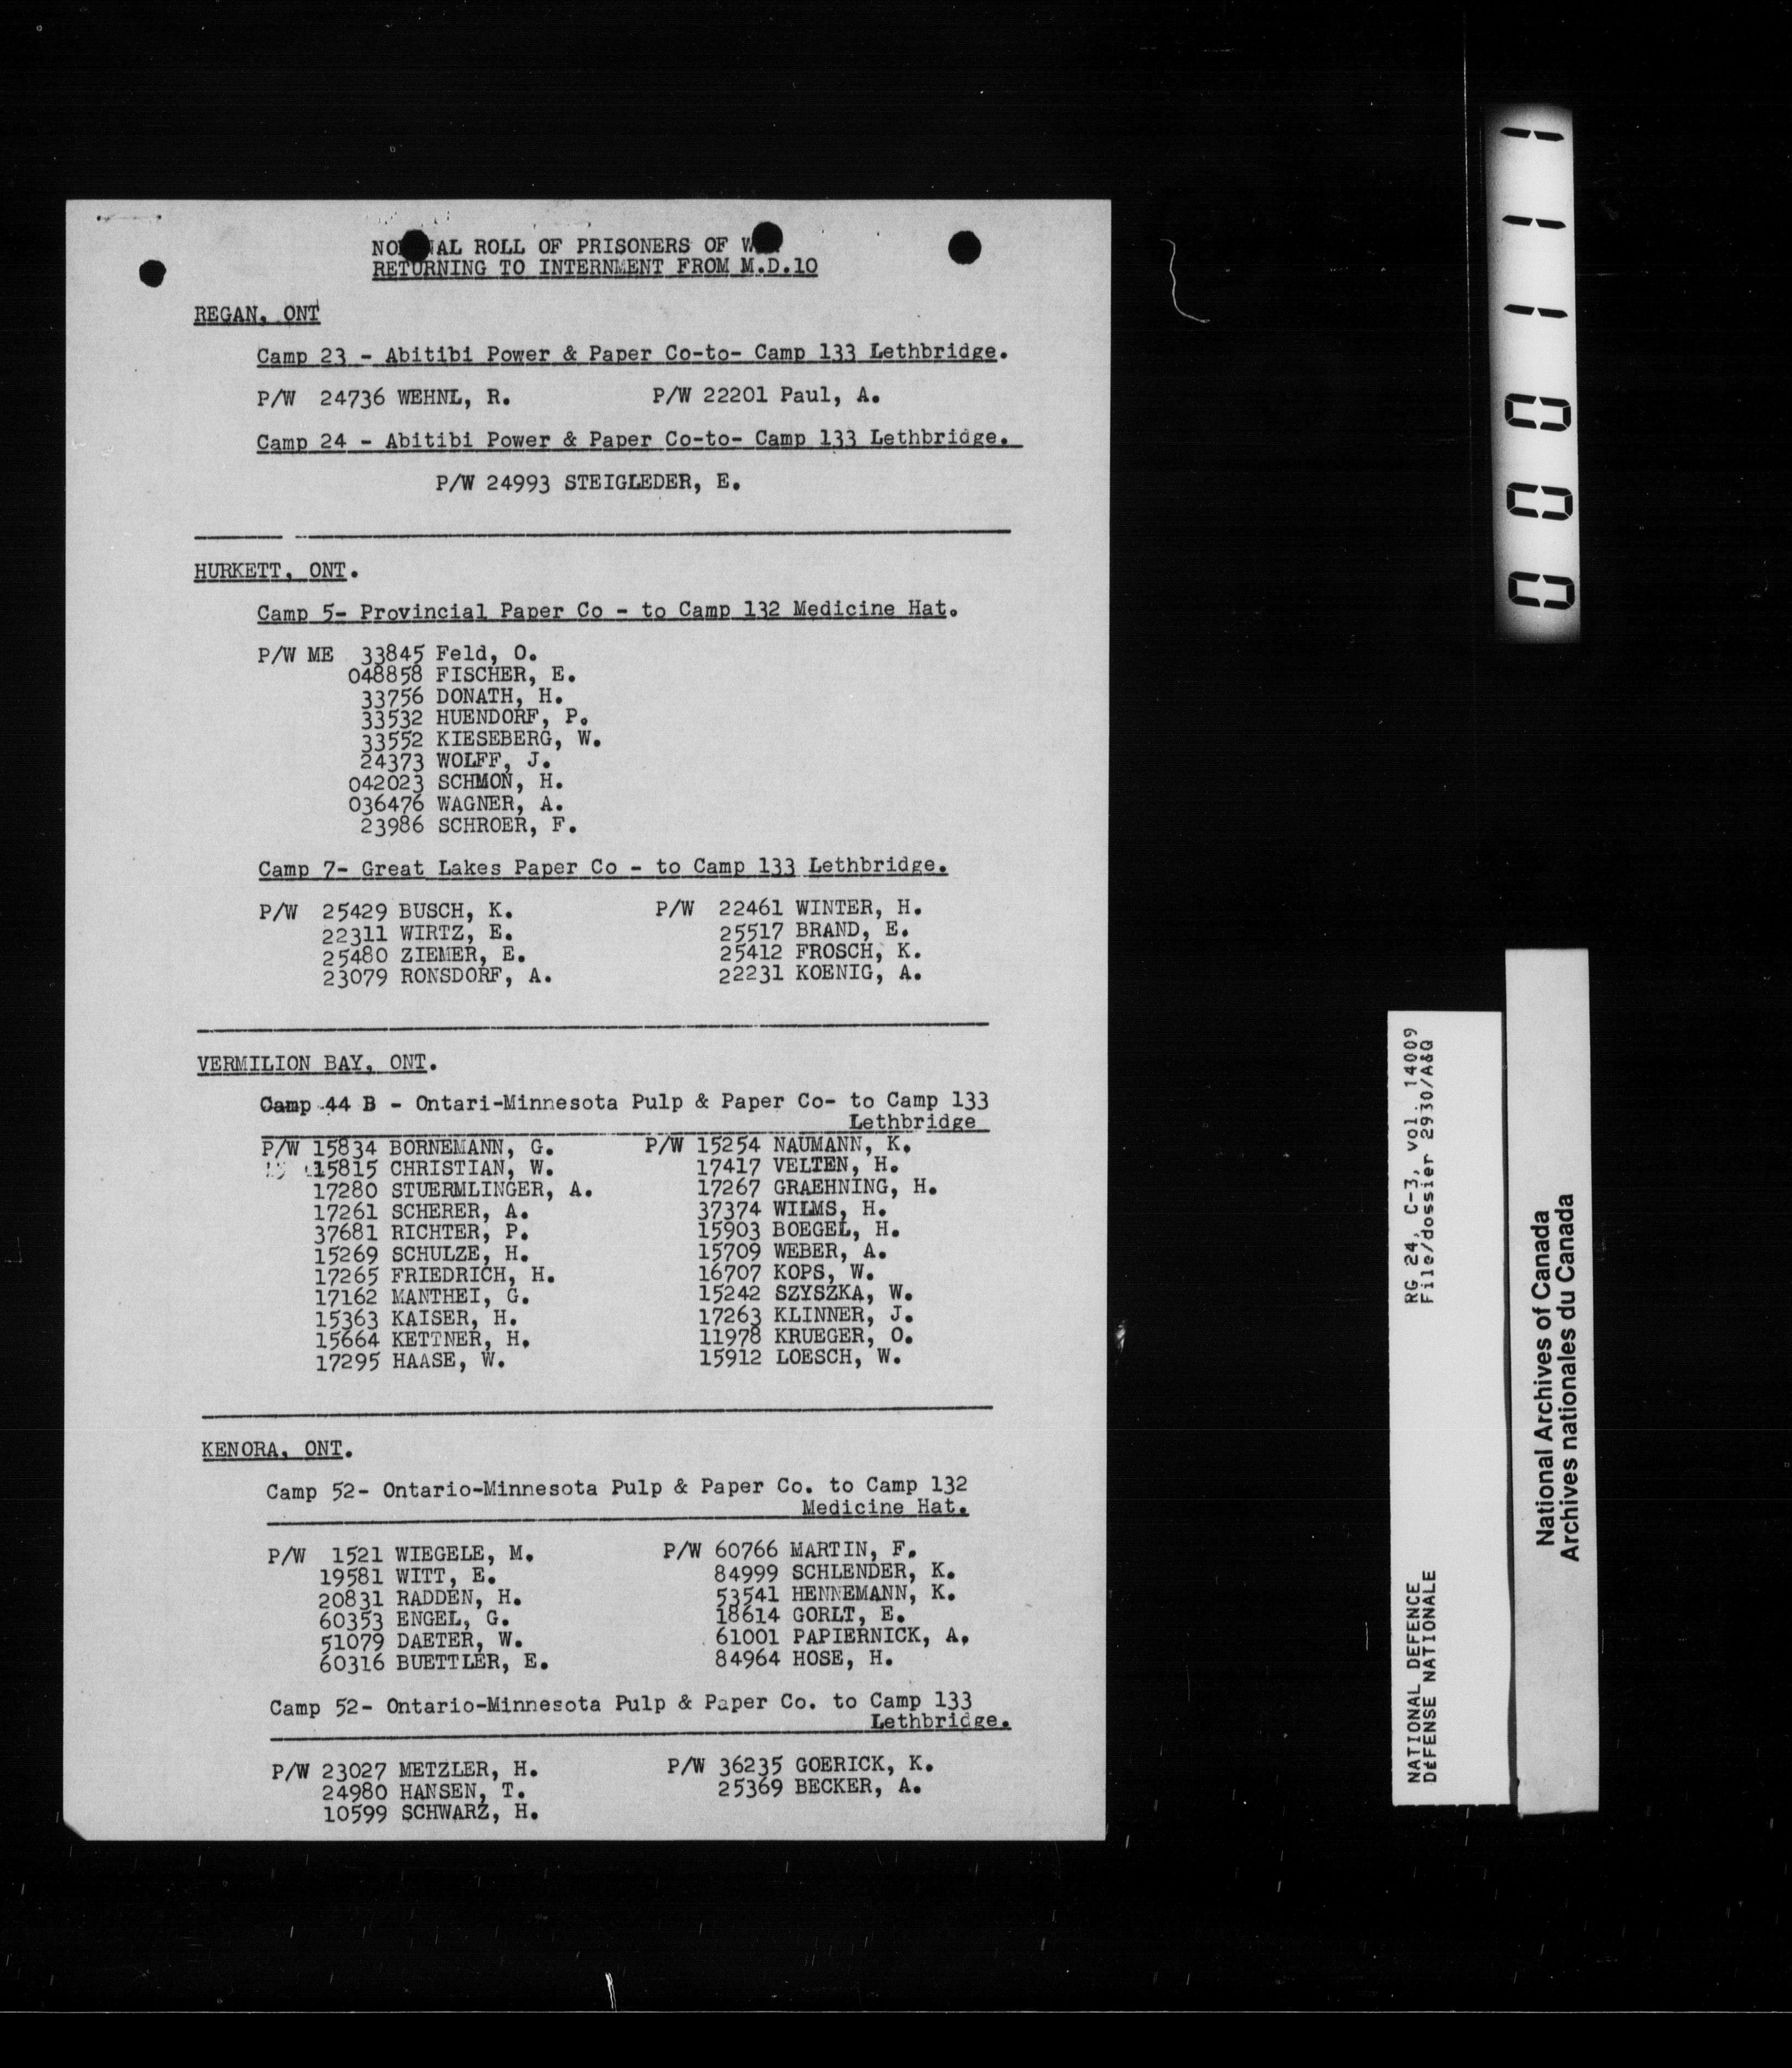 NOMINAL ROLL OF PRISONERS OF WAR
RETURNING TO INTERNMENT FROM M.D.10
REGAN, ONT
Camp 23 - Abitibi Power & Paper Co-to- Camp 133 Lethbridge.
P/W 24736 WEHNL, R. P/W 22201 Paul, A.
Camp 24 - Abitibi Power & Paper Co-to- Camp 133 Lethbridge.
P/W 24993 STEIGLEDER, E.
HURKETT, ONT.
Camp 5- Provincial Paper Co - to Camp 132 Medicine Hat.
P/W ME 33845 Feld, O.
048858 FISCHER, E.
33756 DONATH, H.
33532 HUENDORF, P.
33552 KIESEBERG, W.
24373 WOLFF, J.
042023 SCHMON, H.
036476 WAGNER, A.
23986 SCHROER, F.
Camp 7- Great Lakes Paper Co - to Camp 133 Lethbridge.
P/W 25429 BUSCH, K. P/W 22461 WINTER, H.
22311 WIRTZ, E. 25517 BRAND, E.
25480 ZIEMER, E. 25412 FROSCH, K.
23079 RONSDORF, A. 22231 KOENIG, A.
VERMILION BAY, ONT.
Camp 44 B - Ontari-Minnesota Pulp & Paper Co- to Camp 133
Lethbridge
P/W 15834 BORNEMANN, G. P/W 15254 NAUMANN, K.
15815 CHRISTIAN, W. 17417 VELTEN, H.
17280 STUERMLINGER, A. 17267 GRAEHNING, H.
17261 SCHERER, A. 37374 WILMS, H.
37681 RICHTER, P. 15903 BOEGEL, H.
15269 SCHULZE, H. 15709 WEBER, A.
17265 FRIEDRICH, H. 16707 KOPS, W.
17162 MANTHEI, G. 15242 SZYSZKA, W.
15363 KAISER, H. 17263 KLINNER, J.
15664 KETTNER, H. 11978 KRUEGER, O.
17295 HAASE, W. 15912 LOESCH, W.
KENORA, ONT.
Camp 52- Ontario-Minnesota Pulp & Paper Co. to Camp 132
Medicine Hat.
P/W 1521 WIEGELE, M. P/W 60766 MARTIN, F.
19581 WITT, E. 84999 SCHLENDER, K.
20831 RADDEN, H. 53541 HENNEMANN, K.
60353 ENGEL, G. 18614 GORLT, E.
51079 DAETER, W. 61001 PAPIERNICK, A.
60316 BUETTLER, E. 84964 HOSE, H.
Camp 52- Ontario-Minnesota Pulp & Paper Co. to Camp 133
Lethbridge.
P/W 23027 METZLER, H. P/W 36235 GOERICK, K.
24980 HANSEN, T. 25369 BECKER, A.
10599 SCHWARZ, H.
000111
NATIONAL DEFENCE RG 24, C-3, vol. 14009
DéFENSE NATIONALE File/dossier 2930/A&Q
National Archives of Canada
Archives nationales du Canada